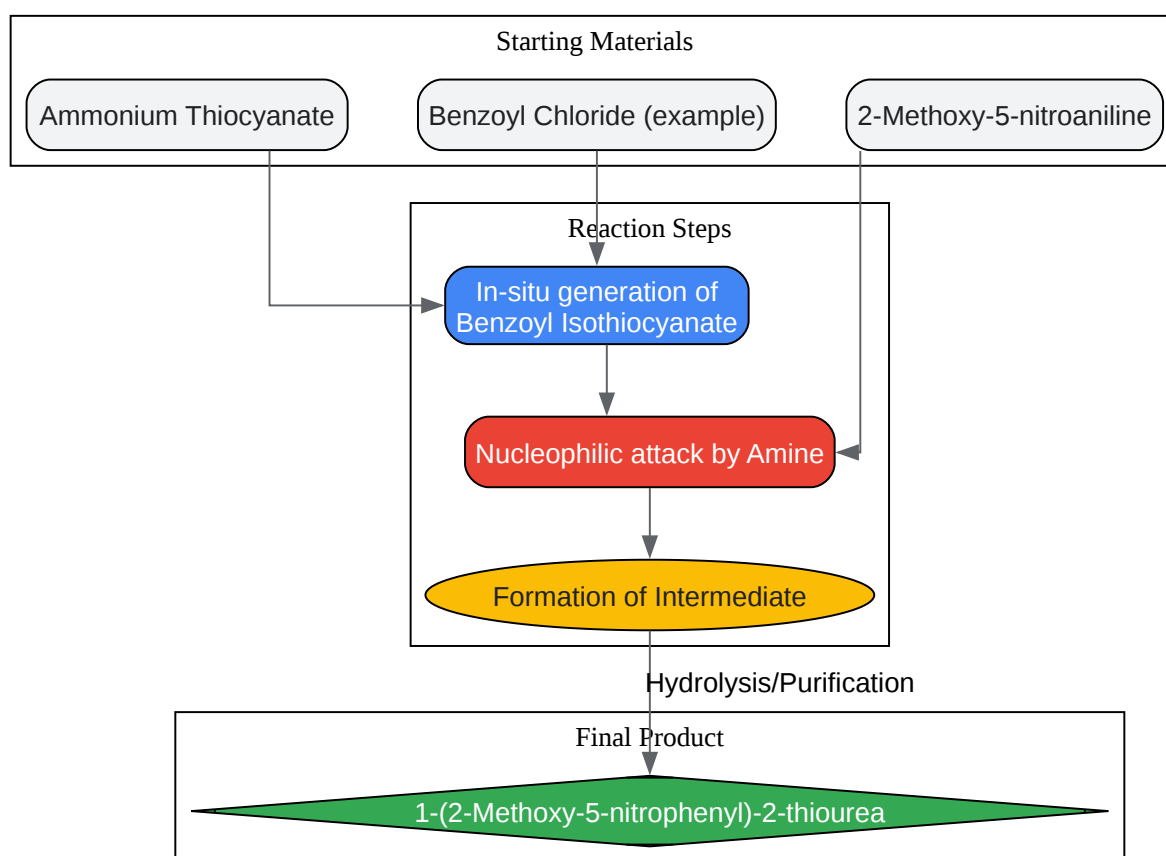 Starting Materials
Ammonium Thiocyanate
Benzoyl Chloride (example)
2-Methoxy-5-nitroaniline
Reaction Steps
In-situ generation of
Benzoyl Isothiocyanate
Nucleophilic attack by Amine
Formation of Intermediate
Hydrolysis/Purification
Final Product
1-(2-Methoxy-5-nitrophenyl)-2-thiourea